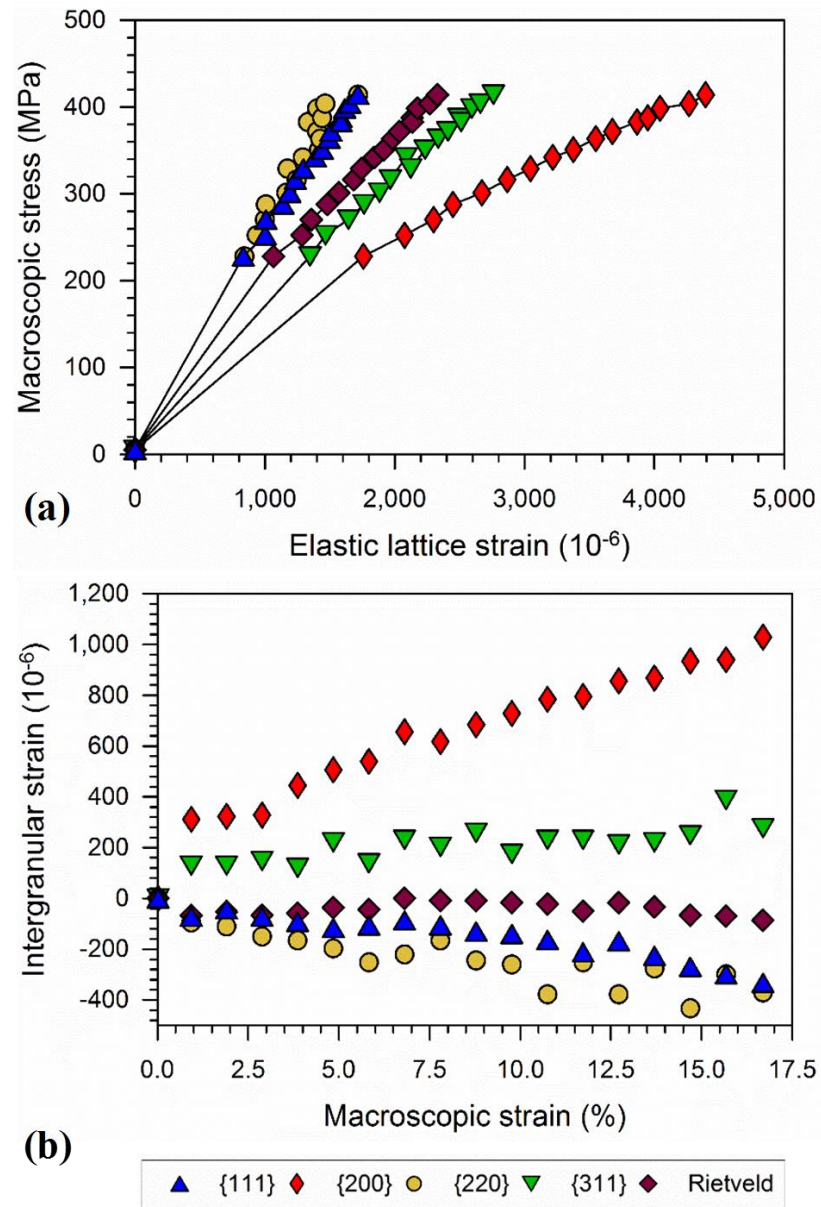 500
400
300
200
100
0
Macroscopic stress (MPa)
0 1,000 2,000 3,000 4,000 5,000
Elastic lattice strain (10⁻⁶)
(a)
1,200
1,000
800
600
400
200
0
-200
-400
Intergranular strain (10⁻⁶)
0.0 2.5 5.0 7.5 10.0 12.5 15.0 17.5
Macroscopic strain (%)
(b)
{111} {200} {220} {311} Rietveld